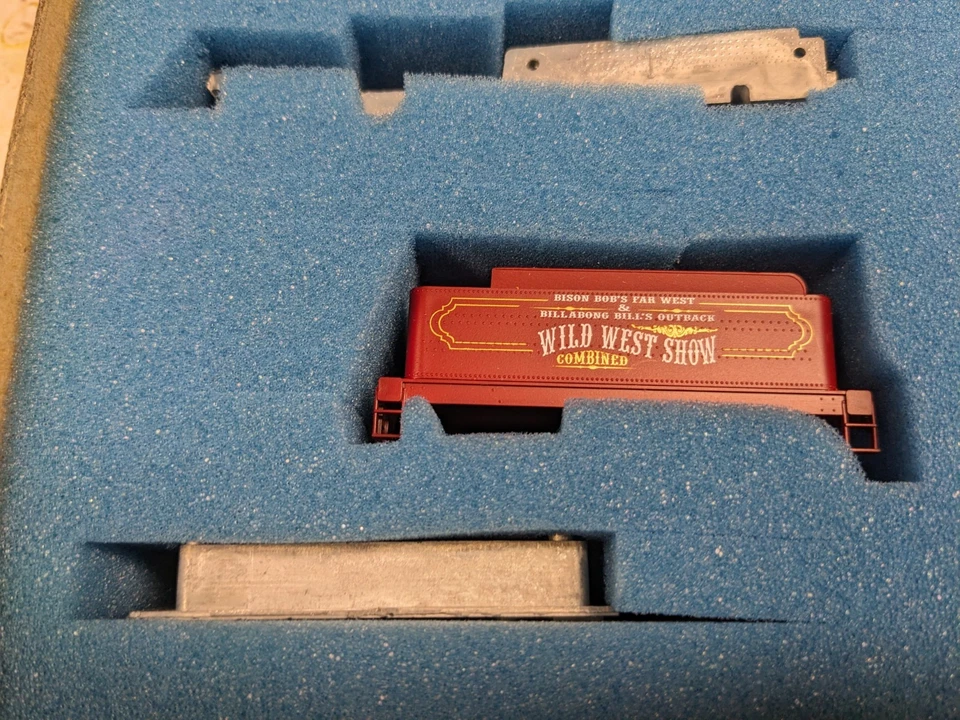 BISON BOB'S FAR WEST
&
BILLABONG BILL'S OUTBACK
WILD WEST SHOW
COMBINED